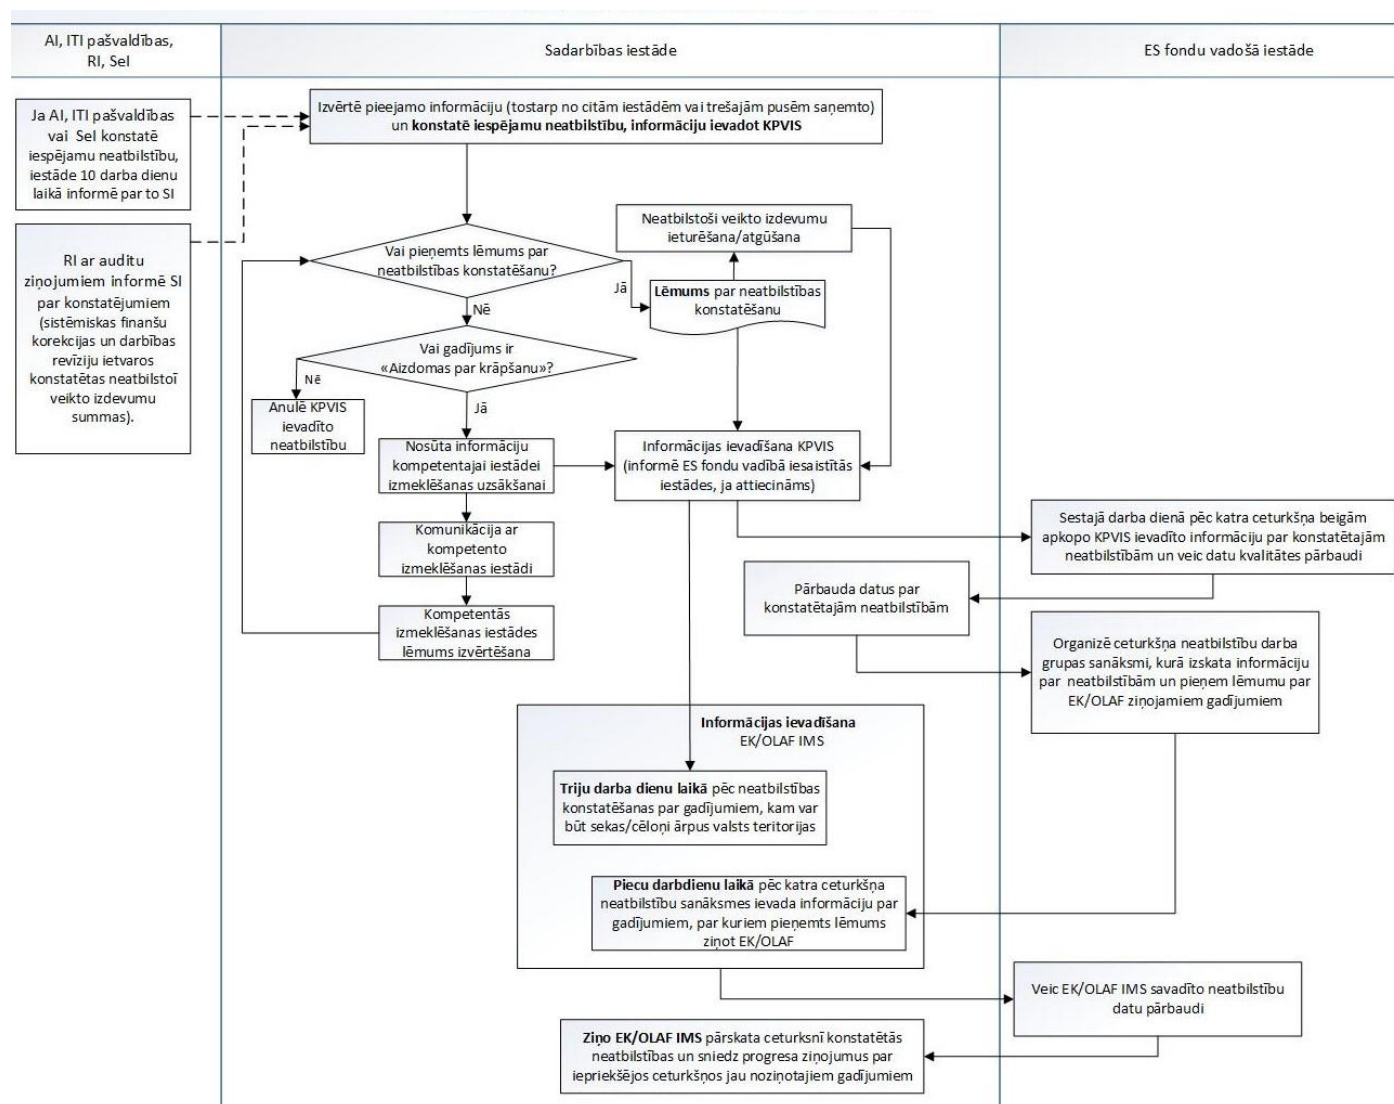 AI, ITI pašvaldības,
RI, SeI
Sadarbības iestāde
ES fondu vadošā iestāde
Ja AI, ITI pašvaldības
vai SeI konstatē
iespējamu neatbilstību,
iestāde 10 darba dienu
laikā informē par to SI
RI ar auditu
ziņojumiem informē SI
par konstatējumiem
(sistēmiskas finanšu
korekcijas un darbības
revīziju ietvaros
konstatētas neatbilstoī
veikto izdevumu
summas).
Izvērtē pieejamo informāciju (tostarp no citām iestādēm vai trešajām pusēm saņemto)
un konstatē iespējamu neatbilstību, informāciju ievadot KPVIS
Vai pieņemts lēmums par
neatbilstības konstatēšanu?
Jā
Nē
Neatbilstoši veikto izdevumu
ieturēšana/atgūšana
Lēmums par neatbilstības
konstatēšanu
Vai gadījums ir
«Aizdomas par krāpšanu»?
Nē
Jā
Anulē KPVIS
ievadīto
neatbilstību
Nosūta informāciju
kompetentajai iestādei
izmeklēšanas uzsākšanai
Informācijas ievadīšana KPVIS
(informē ES fondu vadībā iesaistītās
iestādes, ja attiecināms)
Komunikācija ar
kompetento
izmeklēšanas iestādi
Kompetentās
izmeklēšanas iestādes
lēmums izvērtēšana
Sestajā darba dienā pēc katra ceturkšņa beigām
apkopo KPVIS ievadīto informāciju par konstatētajām
neatbilstībām un veic datu kvalitātes pārbaudi
Pārbauda datus par
konstatētajām neatbilstībām
Organizē ceturkšņa neatbilstību darba
grupas sanāksmi, kurā izskata informāciju
par neatbilstībām un pieņem lēmumu par
EK/OLAF ziņojamiem gadījumiem
Informācijas ievadīšana
EK/OLAF IMS
Triju darba dienu laikā pēc neatbilstības
konstatēšanas par gadījumiem, kam var
būt sekas/cēloņi ārpus valsts teritorijas
Piecu darbdienu laikā pēc katra ceturkšņa
neatbilstību sanāksmes ievada informāciju par
gadījumiem, par kuriem pieņemts lēmums
ziņot EK/OLAF
Veic EK/OLAF IMS savadīto neatbilstību
datu pārbaudi
Ziņo EK/OLAF IMS pārskata ceturksnī konstatētās
neatbilstības un sniedz progresa ziņojumus par
iepriekšējos ceturkšņos jau noziņotajiem gadījumiem